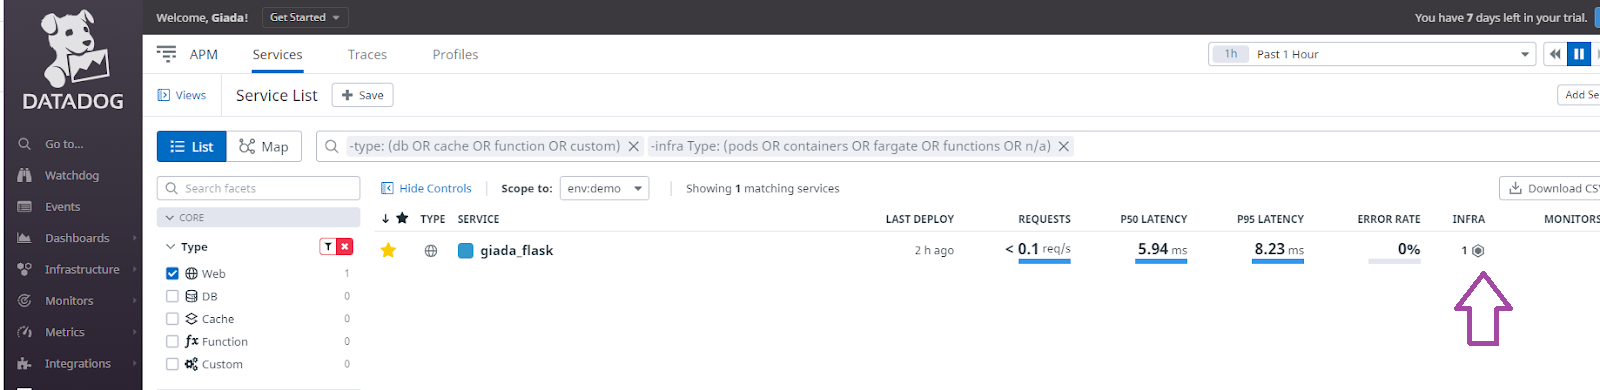 Welcome, Giada! Get Started You have 7 days left in your trial.
DATADOG
APM Services Traces Profiles 1h Past 1 Hour
Views Service List + Save Add Se
Go to...
List Map -type: (db OR cache OR function OR custom) -infra Type: (pods OR containers OR fargate OR functions OR n/a)
Watchdog
Search facets Hide Controls Scope to: env:demo Showing 1 matching services Download CSV
Events
CORE TYPE SERVICE LAST DEPLOY REQUESTS P50 LATENCY P95 LATENCY ERROR RATE INFRA MONITORS
Dashboards
Type giada_flask 2 h ago < 0.1 req/s 5.94 ms 8.23 ms 0% 1
Infrastructure
Web 1
DB 0
Monitors
Cache 0
Metrics
fx Function 0
Integrations
Custom 0